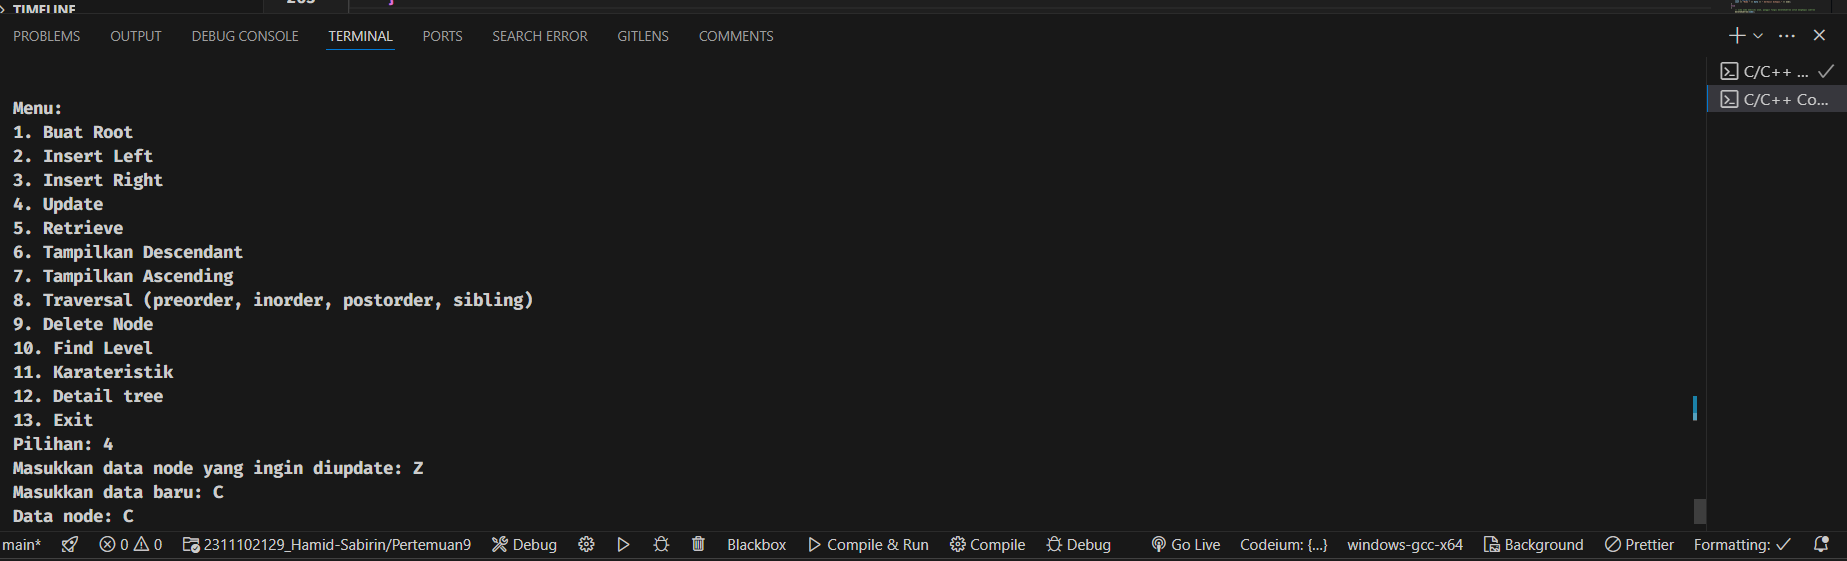 TIMELINE
PROBLEMS OUTPUT DEBUG CONSOLE TERMINAL PORTS SEARCH ERROR GITLENS COMMENTS
C/C++ ...
C/C++ Co...
Menu:
1. Buat Root
2. Insert Left
3. Insert Right
4. Update
5. Retrieve
6. Tampilkan Descendant
7. Tampilkan Ascending
8. Traversal (preorder, inorder, postorder, sibling)
9. Delete Node
10. Find Level
11. Karateristik
12. Detail tree
13. Exit
Pilihan: 4
Masukkan data node yang ingin diupdate: Z
Masukkan data baru: C
Data node: C
main* 0 0 2311102129_Hamid-Sabirin/Pertemuan9 Debug Blackbox Compile & Run Compile Debug Go Live Codeium: {...} windows-gcc-x64 Background Prettier Formatting: